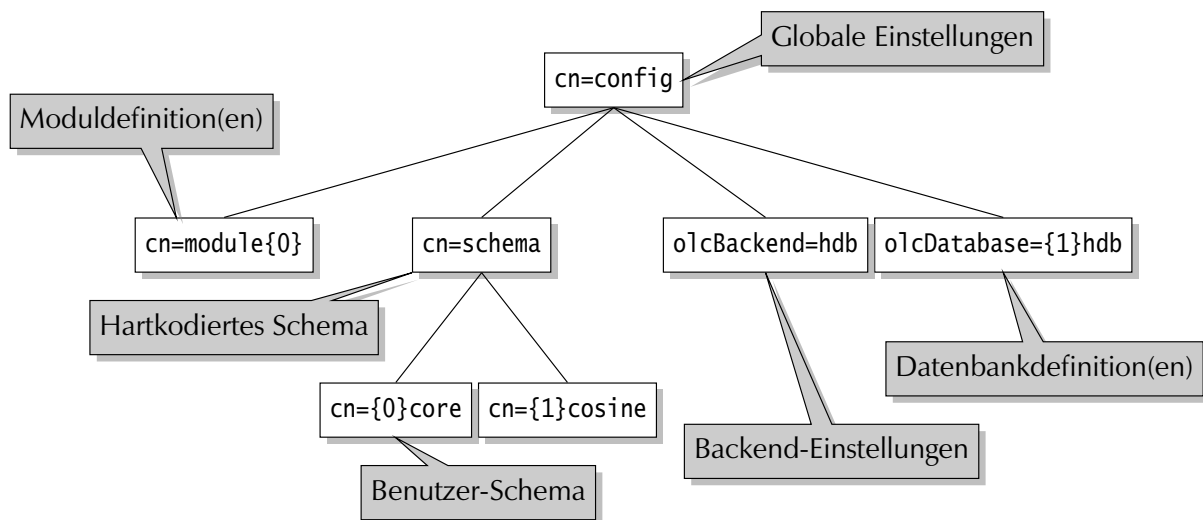 Globale Einstellungen
cn=config
Moduldefinition(en)
cn=module{0}
cn=schema
olcBackend=hdb
olcDatabase={1}hdb
Hartkodiertes Schema
Datenbankdefinition(en)
cn={0}core
cn={1}cosine
Backend-Einstellungen
Benutzer-Schema